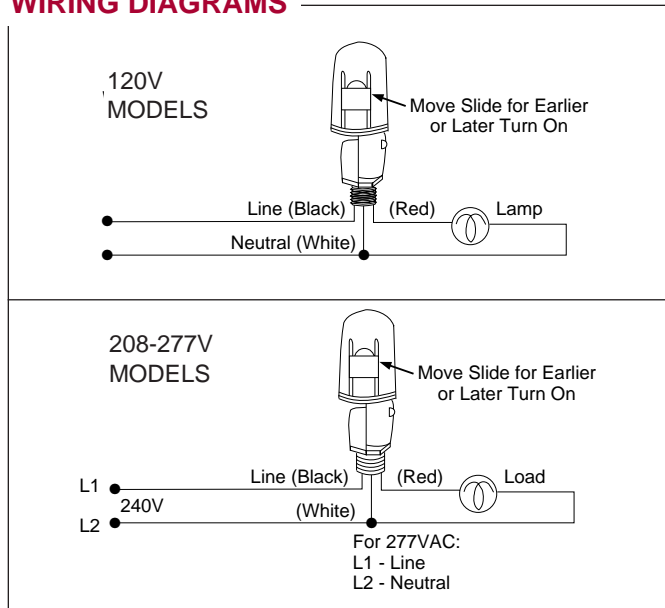 WIRING DIAGRAMS
120V
MODELS
Move Slide for Earlier
or Later Turn On
Line (Black)
(Red)
Lamp
Neutral (White)
208-277V
MODELS
Move Slide for Earlier
or Later Turn On
Line (Black)
(Red)
Load
L1
240V
(White)
L2
For 277VAC:
L1 - Line
L2 - Neutral